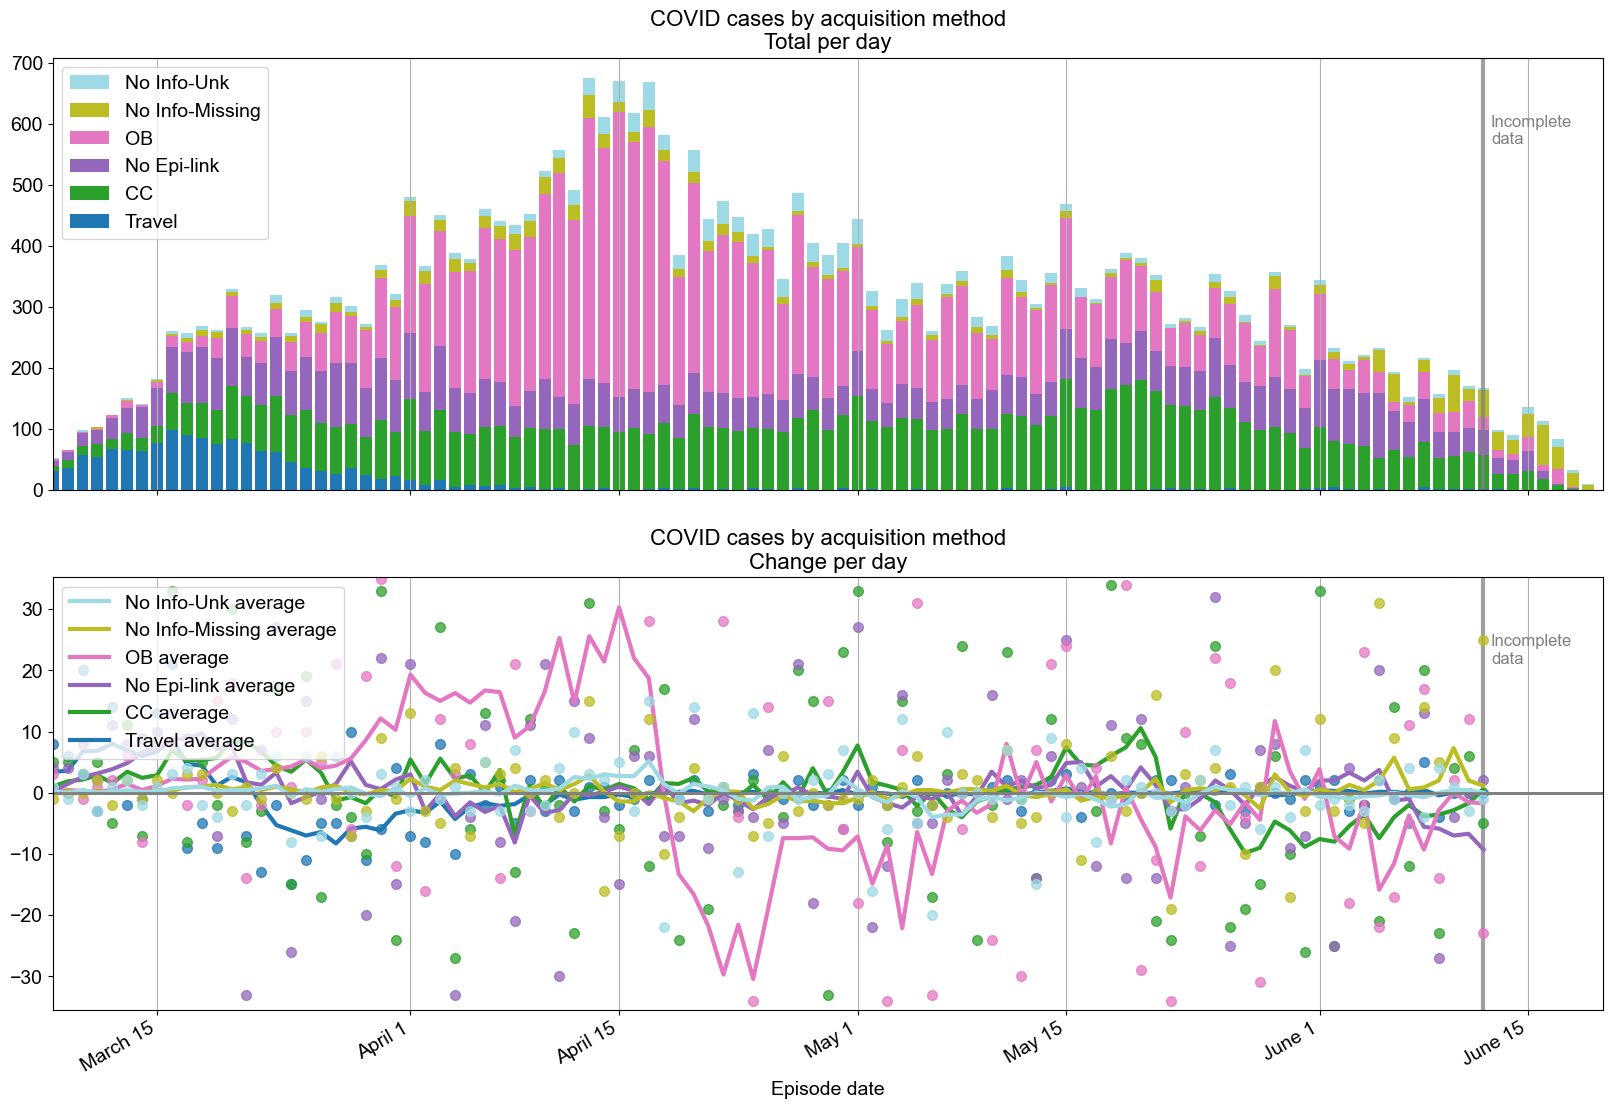 COVID cases by acquisition method
Total per day
700
600
500
400
300
200
100
0
No Info-Unk
No Info-Missing
OB
No Epi-link
CC
Travel
Incomplete
data
COVID cases by acquisition method
Change per day
30
20
10
0
−10
−20
−30
No Info-Unk average
No Info-Missing average
OB average
No Epi-link average
CC average
Travel average
Incomplete
data
March 15
April 1
April 15
May 1
May 15
June 1
June 15
Episode date